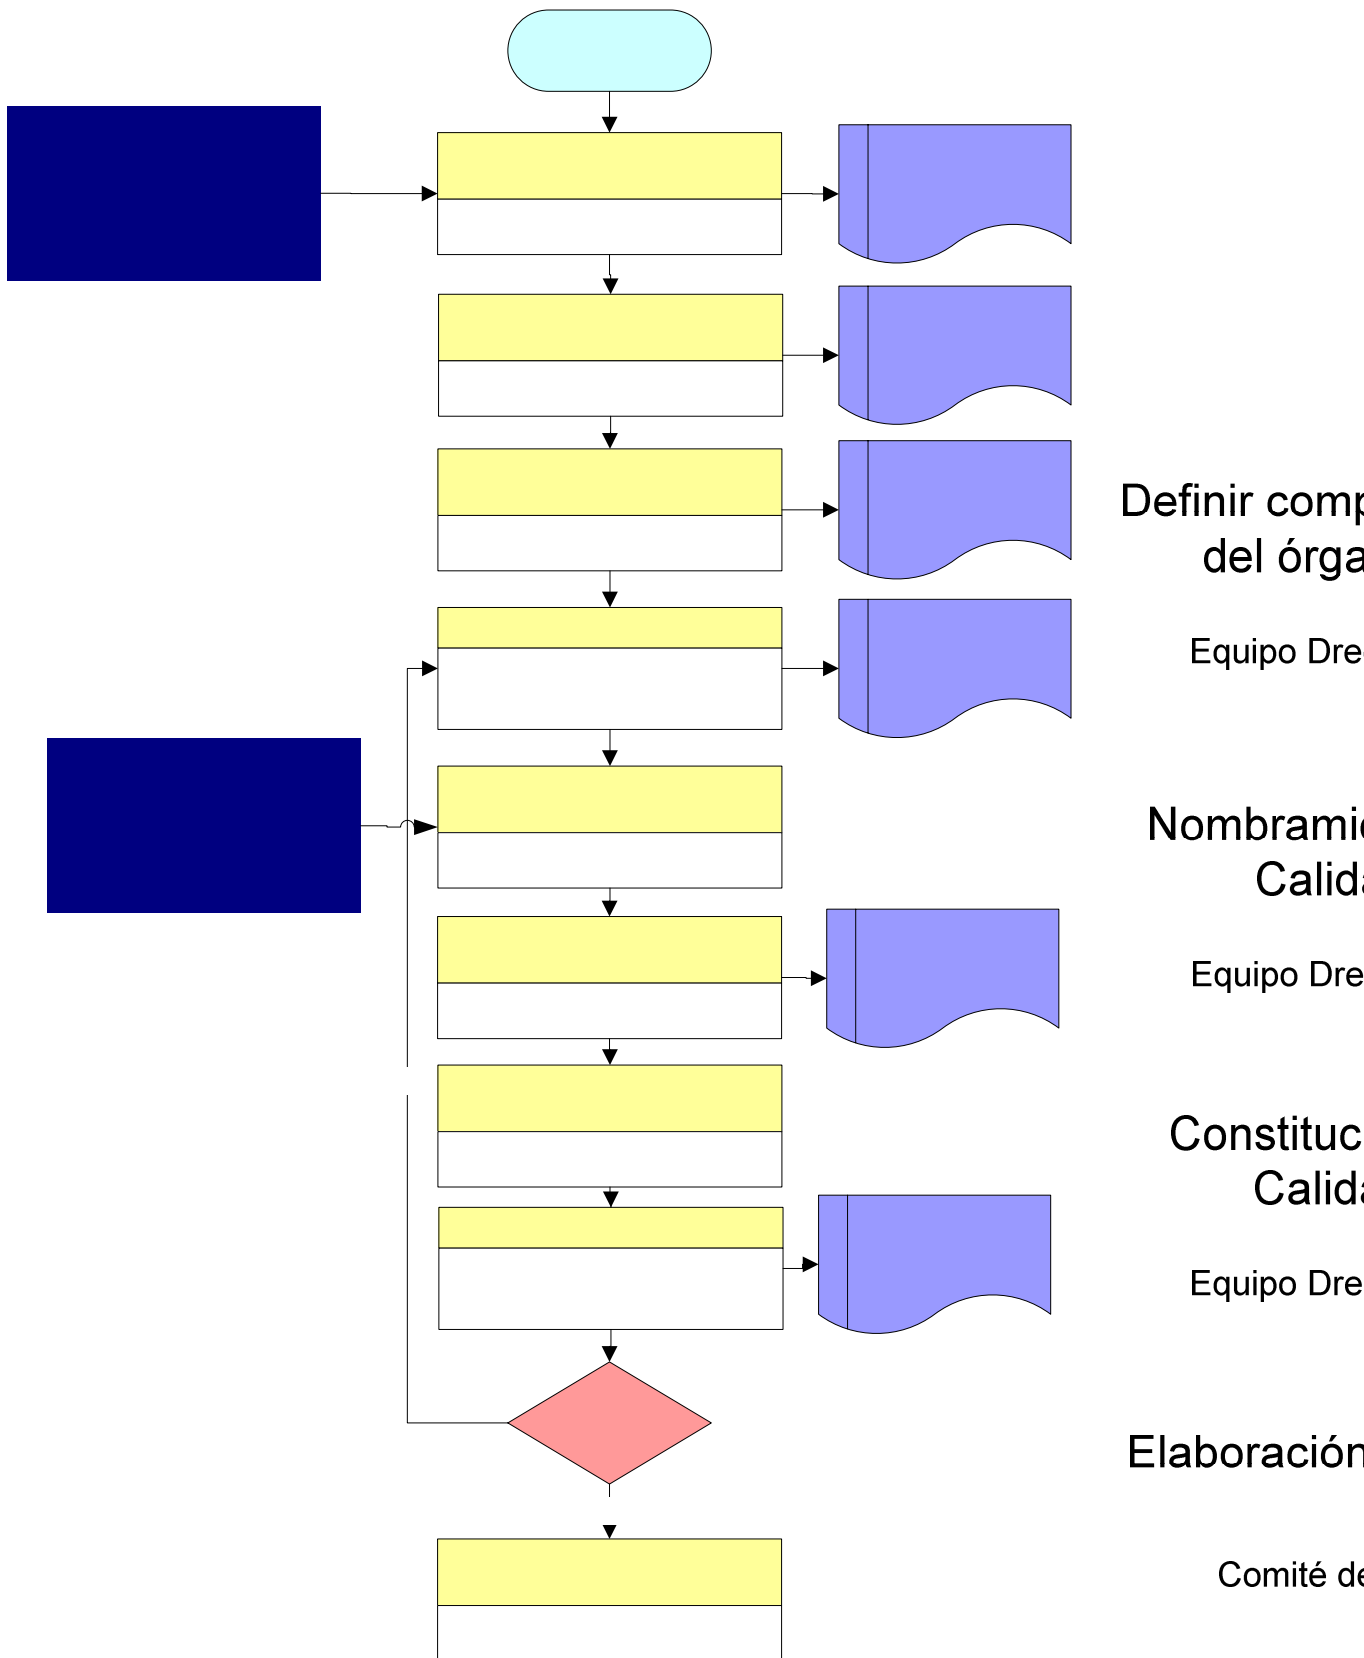 Definir comp
del órga
Equipo Dre
Nombramie
Calida
Equipo Dre
Constituc
Calida
Equipo Dre
Elaboración
Comité de